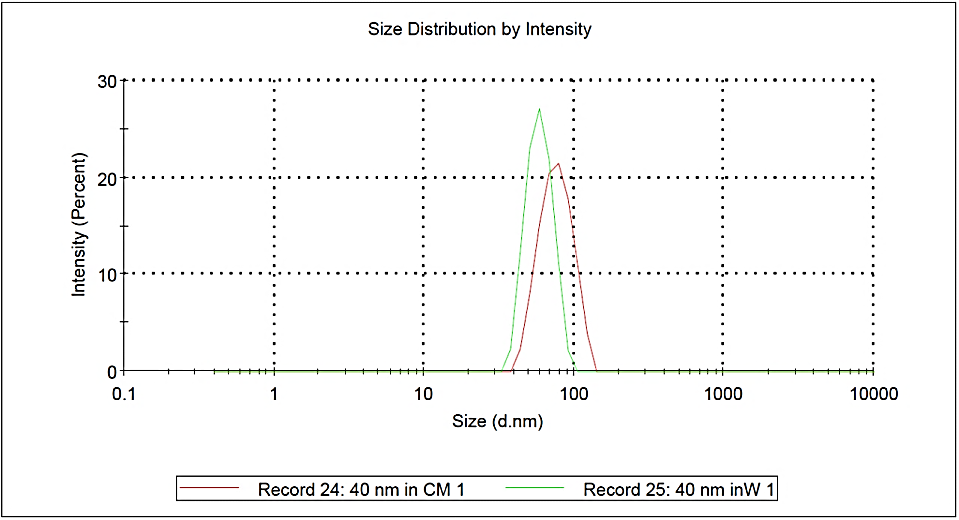 Size Distribution by Intensity
30
20
10
0
Intensity (Percent)
0.1 1 10 100 1000 10000
Size (d.nm)
Record 24: 40 nm in CM 1 Record 25: 40 nm inW 1